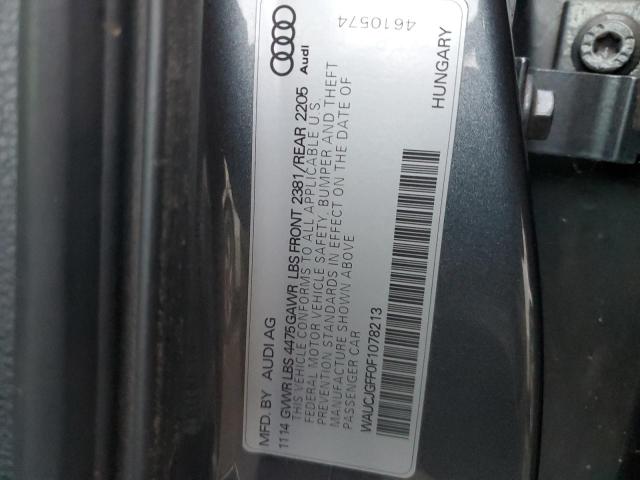 MFD. BY AUDI AG
1114 GVWR LBS 4475 GAWR LBS FRONT 2381/REAR 2205
THIS VEHICLE CONFORMS TO ALL APPLICABLE U.S.
FEDERAL MOTOR VEHICLE SAFETY, BUMPER AND THEFT
PREVENTION STANDARDS IN EFFECT ON THE DATE OF
MANUFACTURE SHOWN ABOVE
PASSENGER CAR
WAUCJGFF0F1078213
Audi
4610574
HUNGARY